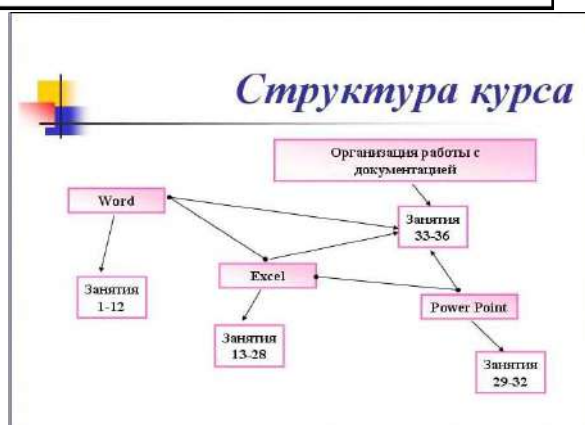 Структура курса
Организация работы с
документацией
Word
Занятия
33-36
Excel
Занятия
1-12
Power Point
Занятия
13-28
Занятия
29-32